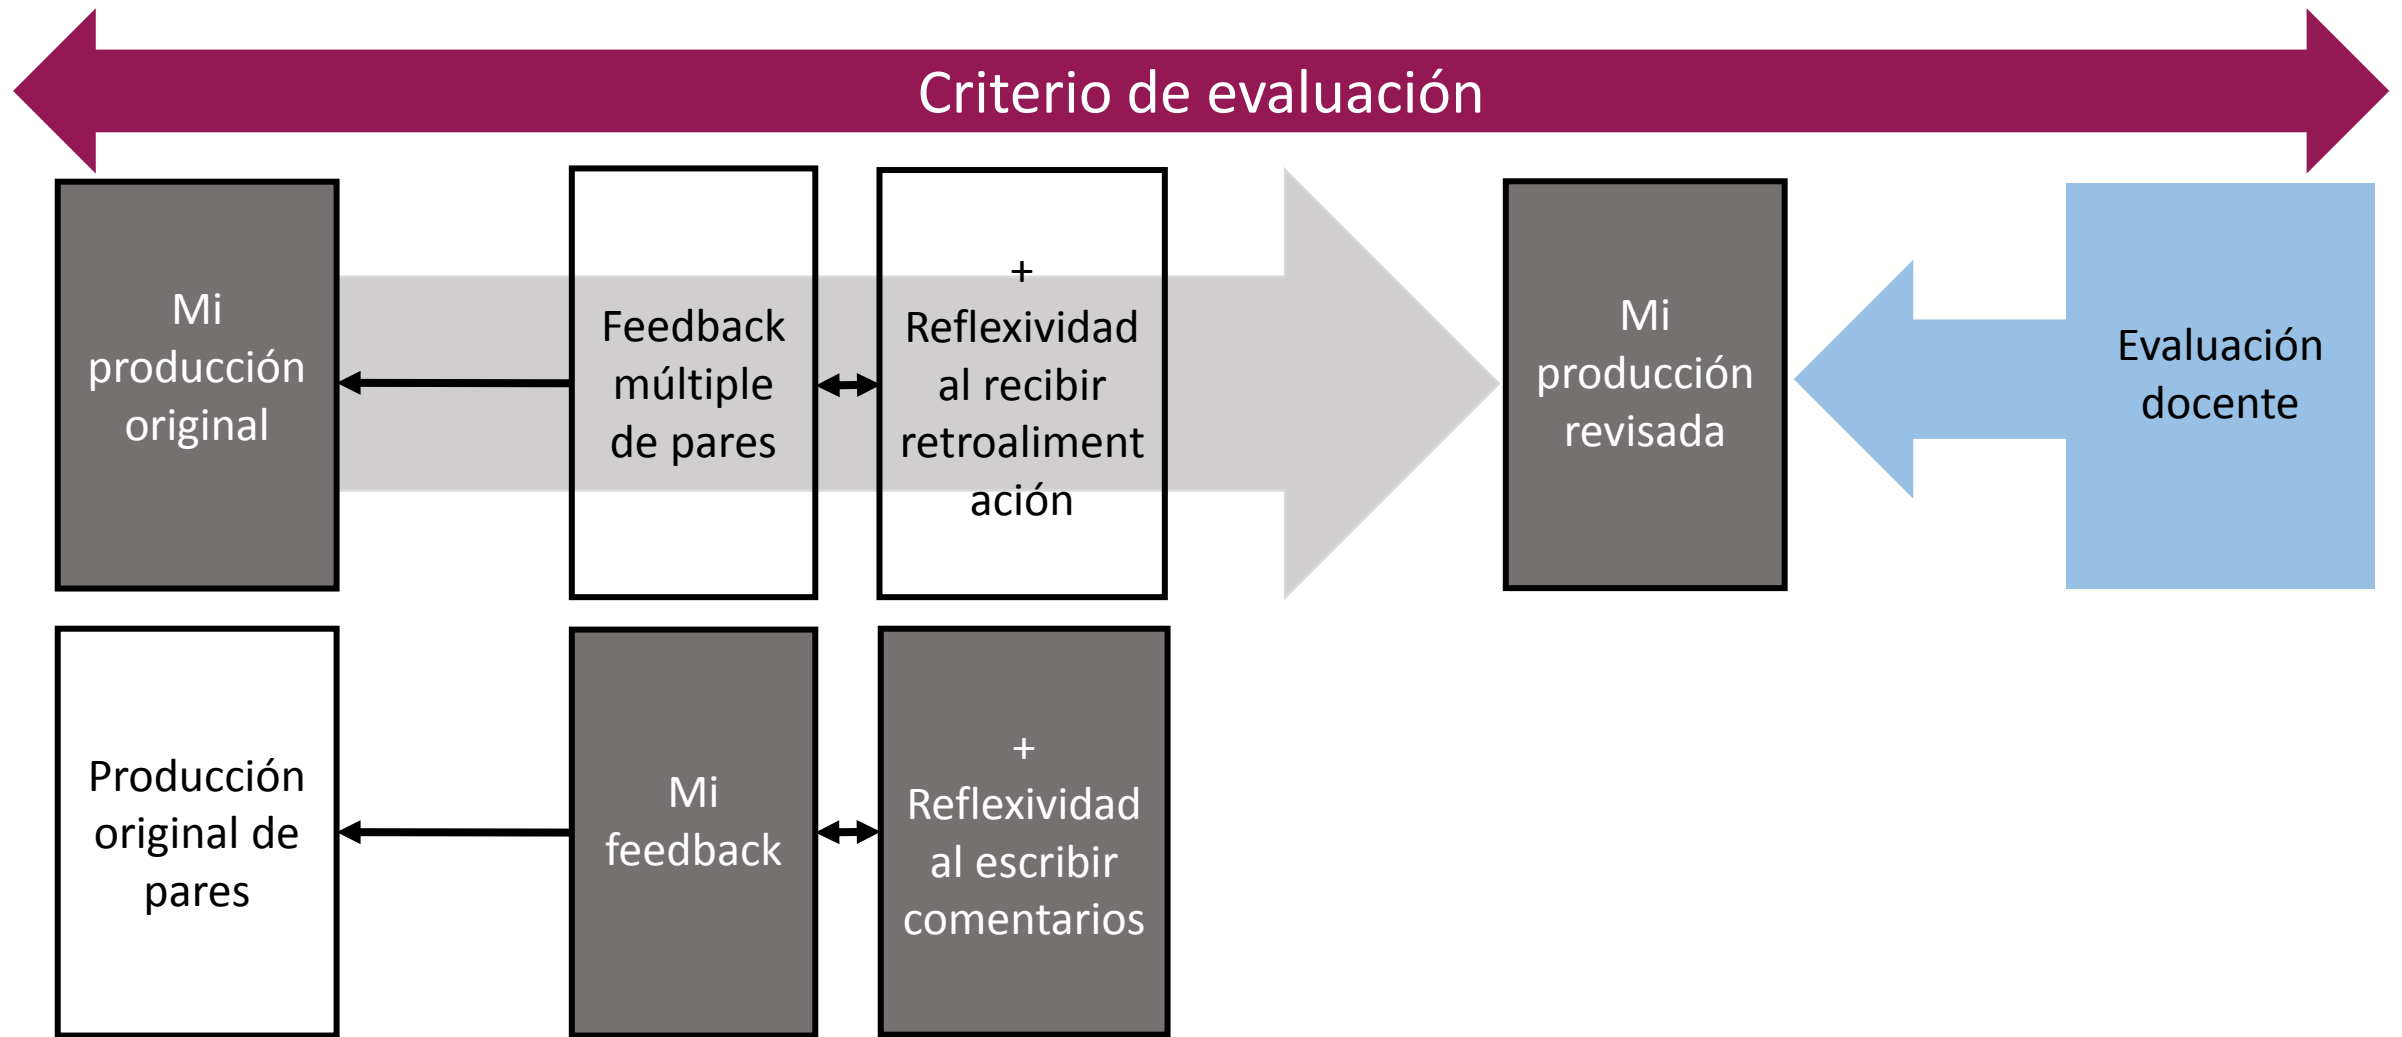 Criterio de evaluación
Mi
producción
original
Feedback
múltiple
de pares
+
Reflexividad
al recibir
retroaliment
ación
Mi
producción
revisada
Evaluación
docente
Producción
original de
pares
Mi
feedback
+
Reflexividad
al escribir
comentarios